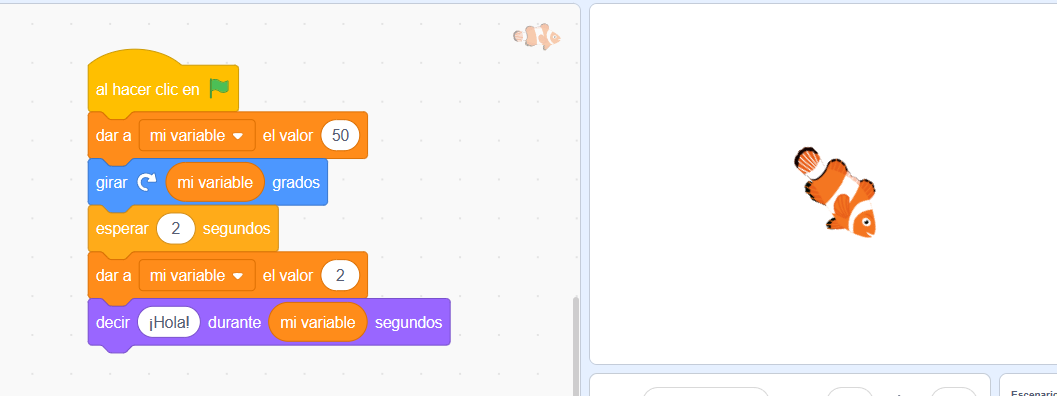 al hacer clic en
dar a mi variable el valor 50
girar mi variable grados
esperar 2 segundos
dar a mi variable el valor 2
decir ¡Hola! durante mi variable segundos
Escenario